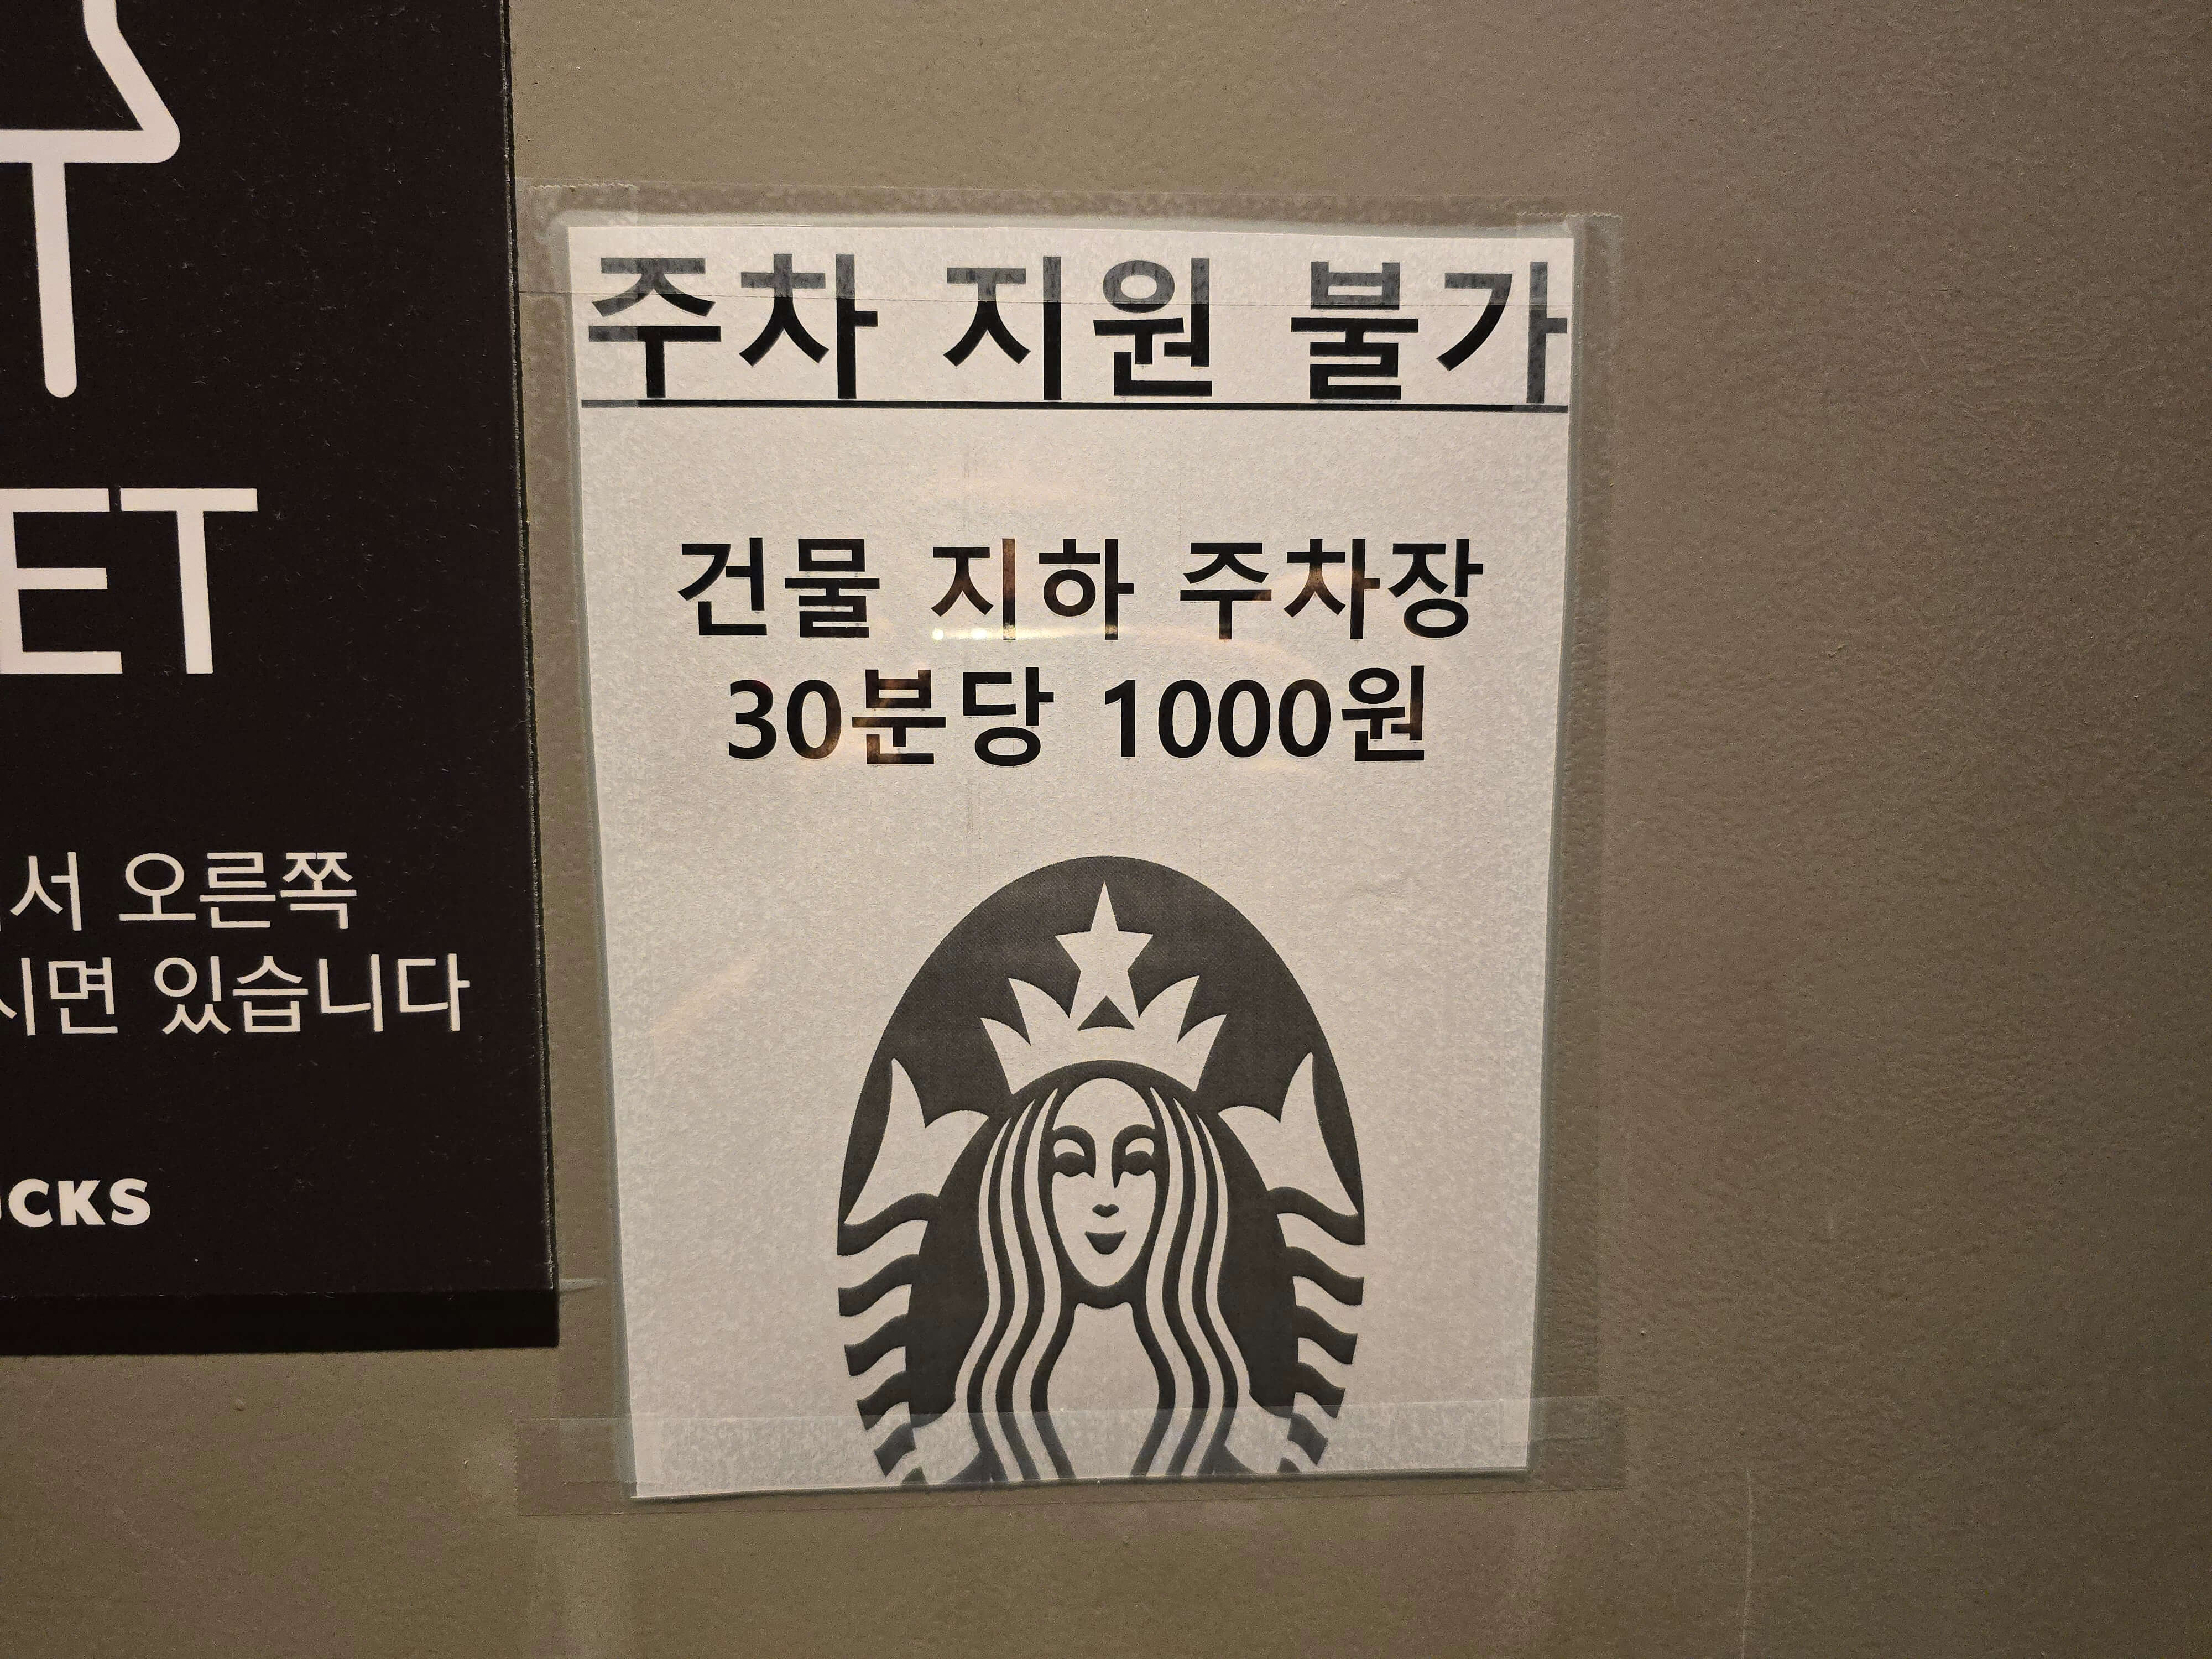 ET
서 오른쪽
시면 있습니다
CKS
주차 지원 불가
건물 지하 주차장
30분당 1000원